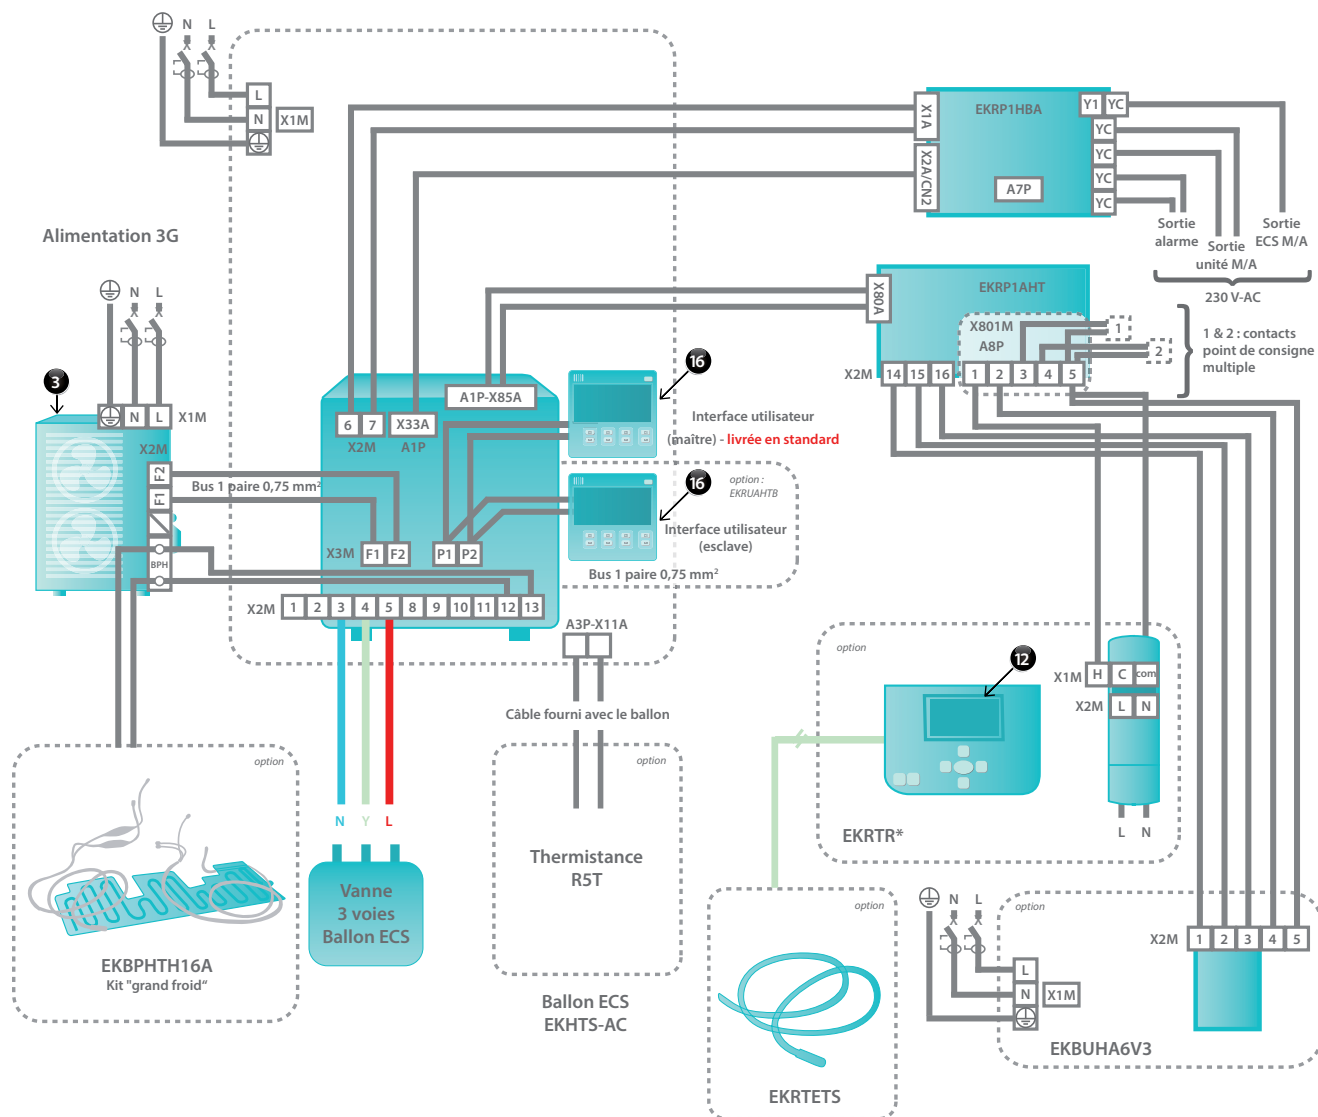 N L
L
N X1M
X1A
EKRP1HBA
Y1 YC
YC
X2A/CN2
YC
A7P
YC
YC
Alimentation 3G
Sortie
alarme
Sortie
unité M/A
Sortie
ECS M/A
230 V-AC
N L
X80A
EKRP1AHT
X801M
A8P
1
2
1 & 2 : contacts
point de consigne
multiple
X2M 14 15 16 1 2 3 4 5
3
N L X1M
X2M
F2
F1
BPH
Bus 1 paire 0,75 mm²
A1P-X85A
6 7 X33A
X2M A1P
16
Interface utilisateur
(maître) - livrée en standard
16
option :
EKRUAHTB
Interface utilisateur
(esclave)
X3M F1 F2 P1 P2
Bus 1 paire 0,75 mm²
X2M 1 2 3 4 5 8 9 10 11 12 13
A3P-X11A
Câble fourni avec le ballon
option
12
X1M H C com
X2M L N
L N
EKRTR*
option
EKBPHTH16A
Kit "grand froid“
N Y L
Vanne
3 voies
Ballon ECS
option
Thermistance
R5T
Ballon ECS
EKHTS-AC
option
EKRTETS
N L
option
L
N X1M
X2M 1 2 3 4 5
EKBUHA6V3